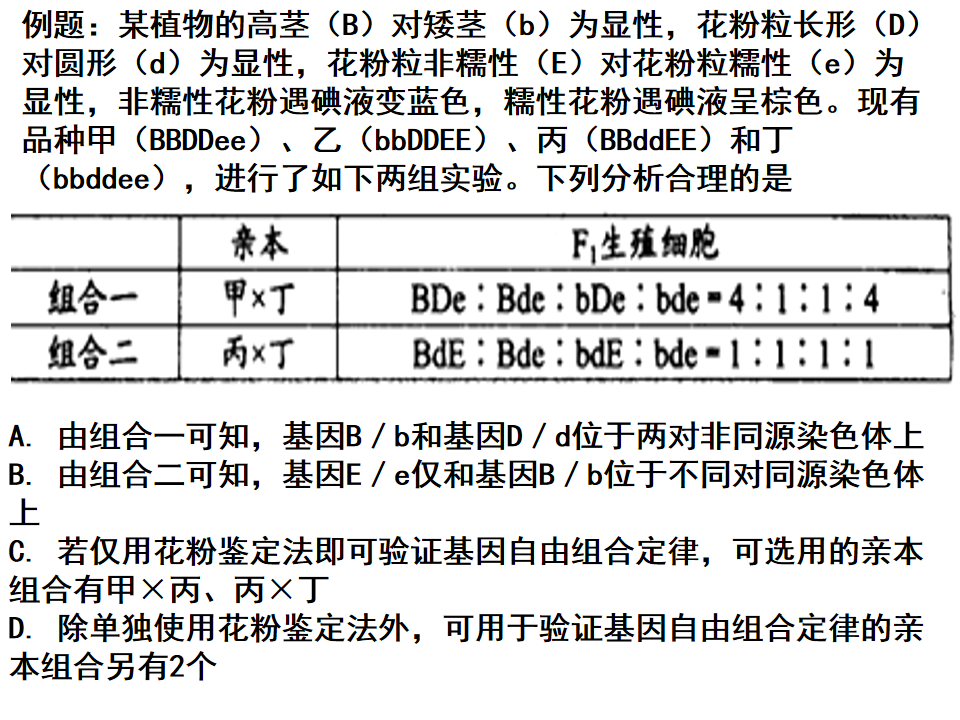 例题：某植物的高茎（B）对矮茎（b）为显性，花粉粒长形（D）
对圆形（d）为显性，花粉粒非糯性（E）对花粉粒糯性（e）为
显性，非糯性花粉遇碘液变蓝色，糯性花粉遇碘液呈棕色。现有
品种甲（BBDDee）、乙（bbDDEE）、丙（BBddEE）和丁
（bbddee），进行了如下两组实验。下列分析合理的是
亲本 F₁生殖细胞
组合一 甲×丁 BDe：Bde：bDe：bde=4：1：1：4
组合二 丙×丁 BdE：Bde：bdE：bde=1：1：1：1
A. 由组合一可知，基因B／b和基因D／d位于两对非同源染色体上
B. 由组合二可知，基因E／e仅和基因B／b位于不同对同源染色体
上
C. 若仅用花粉鉴定法即可验证基因自由组合定律，可选用的亲本
组合有甲×丙、丙×丁
D. 除单独使用花粉鉴定法外，可用于验证基因自由组合定律的亲
本组合另有2个